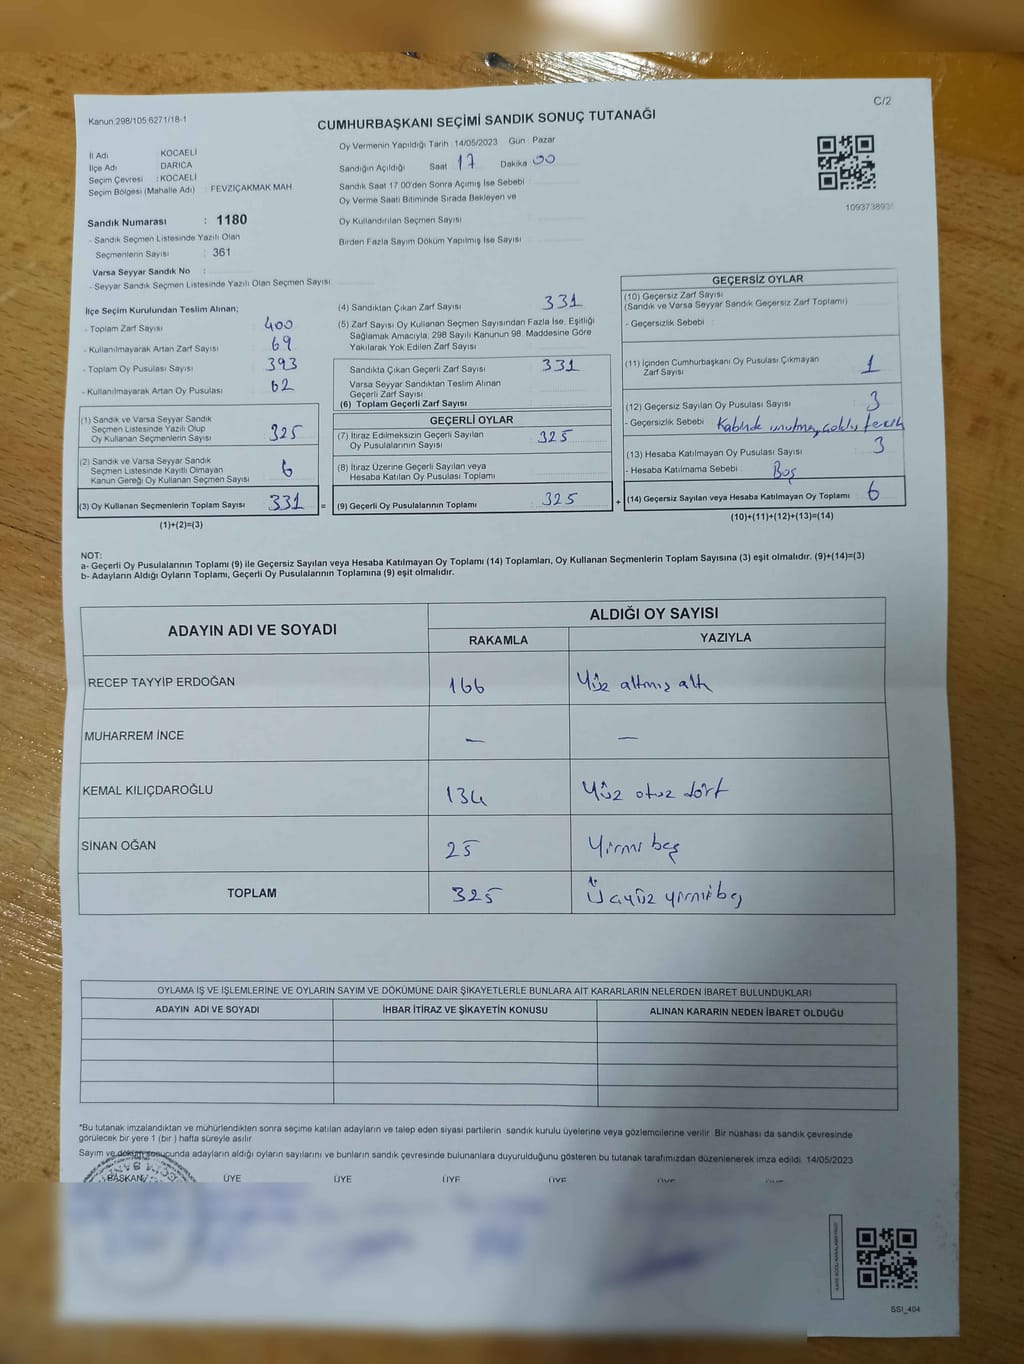 C/2
Kanun:298/105,6271/18-1
CUMHURBAŞKANI SEÇİMİ SANDIK SONUÇ TUTANAĞI
İl Adı KOCAELİ
İlçe Adı DARICA
Seçim Çevresi : KOCAELİ
Seçim Bölgesi (Mahalle Adı) : FEVZİÇAKMAK MAH
Sandık Numarası : 1180
- Sandık Seçmen Listesinde Yazılı Olan
Seçmenlerin Sayısı : 361
Varsa Seyyar Sandık No :
- Seyyar Sandık Seçmen Listesinde Yazılı Olan Seçmen Sayısı:
Oy Vermenin Yapıldığı Tarih : 14/05/2023 Gün : Pazar
Sandığın Açıldığı Saat 17 Dakika 00
Sandık Saat 17:00'den Sonra Açımış İse Sebebi
Oy Verme Saati Bitiminde Sırada Bekleyen ve
Oy Kullandırılan Seçmen Sayısı
Birden Fazla Sayım Döküm Yapılmış İse Sayısı
İlçe Seçim Kurulundan Teslim Alınan;
- Toplam Zarf Sayısı 400
- Kullanılmayarak Artan Zarf Sayısı 69
- Toplam Oy Pusulası Sayısı 393
- Kullanılmayarak Artan Oy Pusulası 62
(1) Sandık ve Varsa Seyyar Sandık
Seçmen Listesinde Yazılı Olup
Oy Kullanan Seçmenlerin Sayısı 325
(2) Sandık ve Varsa Seyyar Sandık
Seçmen Listesinde Kayıtlı Olmayan
Kanun Gereği Oy Kullanan Seçmen Sayısı 6
(3) Oy Kullanan Seçmenlerin Toplam Sayısı 331 =
(1)+(2)=(3)
(4) Sandıktan Çıkan Zarf Sayısı 331
(5) Zarf Sayısı Oy Kullanan Seçmen Sayısından Fazla İse, Eşitliği
Sağlamak Amacıyla, 298 Sayılı Kanunun 98. Maddesine Göre
Yakılarak Yok Edilen Zarf Sayısı
Sandıkta Çıkan Geçerli Zarf Sayısı 331
Varsa Seyyar Sandıktan Teslim Alınan
Geçerli Zarf Sayısı
(6) Toplam Geçerli Zarf Sayısı
GEÇERLİ OYLAR
(7) İtiraz Edilmeksizin Geçerli Sayılan
Oy Pusulalarının Sayısı 325
(8) İtiraz Üzerine Geçerli Sayılan veya
Hesaba Katılan Oy Pusulası Toplamı
(9) Geçerli Oy Pusulalarının Toplamı 325 +
GEÇERSİZ OYLAR
(10) Geçersiz Zarf Sayısı
(Sandık ve Varsa Seyyar Sandık Geçersiz Zarf Toplamı)
- Geçersizlik Sebebi :
(11) İçinden Cumhurbaşkanı Oy Pusulası Çıkmayan
Zarf Sayısı 1
(12) Geçersiz Sayılan Oy Pusulası Sayısı 3
- Geçersizlik Sebebi : Kabinde unutma, çoklu tercih
(13) Hesaba Katılmayan Oy Pusulası Sayısı 3
- Hesaba Katılmama Sebebi Boş
(14) Geçersiz Sayılan veya Hesaba Katılmayan Oy Toplamı 6
(10)+(11)+(12)+(13)=(14)
NOT:
a- Geçerli Oy Pusulalarının Toplamı (9) ile Geçersiz Sayılan veya Hesaba Katılmayan Oy Toplamı (14) Toplamları, Oy Kullanan Seçmenlerin Toplam Sayısına (3) eşit olmalıdır. (9)+(14)=(3)
b- Adayların Aldığı Oyların Toplamı, Geçerli Oy Pusulalarının Toplamına (9) eşit olmalıdır.
ADAYIN ADI VE SOYADI ALDIĞI OY SAYISI
RAKAMLA YAZIYLA
RECEP TAYYİP ERDOĞAN 166 Yüz altmış altı
MUHARREM İNCE — —
KEMAL KILIÇDAROĞLU 134 Yüz otuz dört
SİNAN OĞAN 25 Yirmi beş
TOPLAM 325 Üçyüz yirmi beş
OYLAMA İŞ VE İŞLEMLERİNE VE OYLARIN SAYIM VE DÖKÜMÜNE DAİR ŞİKAYETLERLE BUNLARA AİT KARARLARIN NELERDEN İBARET BULUNDUKLARI
ADAYIN ADI VE SOYADI İHBAR İTİRAZ VE ŞİKAYETİN KONUSU ALINAN KARARIN NEDEN İBARET OLDUĞU
*Bu tutanak imzalandıktan ve mühürlendikten sonra seçime katılan adayların ve talep eden siyasi partilerin sandık kurulu üyelerine veya gözlemcilerine verilir. Bir nüshası da sandık çevresinde
görülecek bir yere 1 (bir ) hafta süreyle asılır
Sayım ve döküm sonucunda adayların aldığı oyların sayılarını ve bunların sandık çevresinde bulunanlara duyurulduğunu gösteren bu tutanak tarafımızdan düzenlenerek imza edildi. 14/05/2023
BAŞKAN ÜYE ÜYE ÜYE ÜYE ÜYE
SSI_404